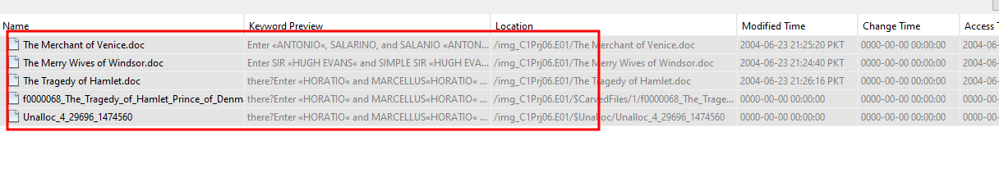 Name Keyword Preview Location Modified Time Change Time Access T
The Merchant of Venice.doc Enter «ANTONIO«, SALARINO, and SALANIO «ANTON... /img_C1Prj06.E01/The Merchant of Venice.doc 2004-06-23 21:25:20 PKT 0000-00-00 00:00:00 2004-06-2
The Merry Wives of Windsor.doc Enter SIR «HUGH EVANS« and SIMPLE SIR «HUGH EVA... /img_C1Prj06.E01/The Merry Wives of Windsor.doc 2004-06-23 21:24:40 PKT 0000-00-00 00:00:00 2004-06-2
The Tragedy of Hamlet.doc there?Enter «HORATIO« and MARCELLUS«HORATIO« ... /img_C1Prj06.E01/The Tragedy of Hamlet.doc 2004-06-23 21:26:16 PKT 0000-00-00 00:00:00 2004-06-2
f0000068_The_Tragedy_of_Hamlet_Prince_of_Denm there?Enter «HORATIO« and MARCELLUS«HORATIO« ... /img_C1Prj06.E01/$CarvedFiles/1/f0000068_The_Trage... 0000-00-00 00:00:00 0000-00-00 00:00:00 0000-00-0
Unalloc_4_29696_1474560 there?Enter «HORATIO« and MARCELLUS«HORATIO« ... /img_C1Prj06.E01/$Unalloc/Unalloc_4_29696_1474560 0000-00-00 00:00:00 0000-00-00 00:00:00 0000-00-0